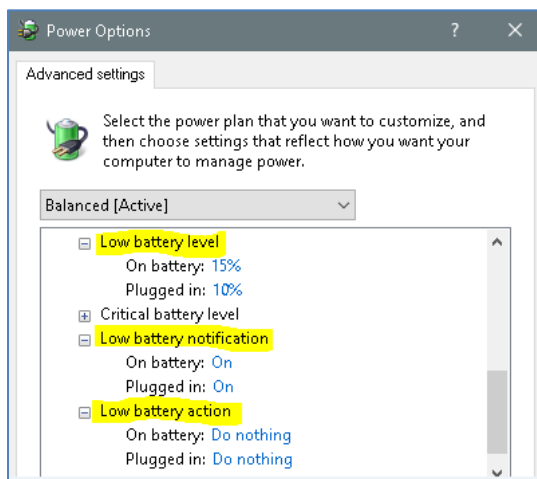 Power Options
Advanced settings
Select the power plan that you want to customize, and
then choose settings that reflect how you want your
computer to manage power.
Balanced [Active]
Low battery level
On battery: 15%
Plugged in: 10%
Critical battery level
Low battery notification
On battery: On
Plugged in: On
Low battery action
On battery: Do nothing
Plugged in: Do nothing